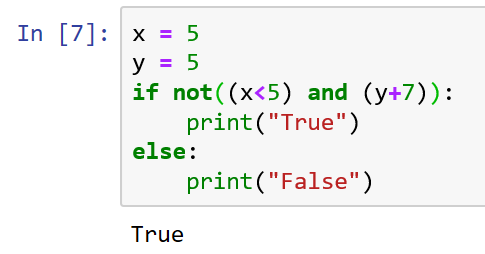 In [7]: x = 5
y = 5
if not((x<5) and (y+7)):
    print("True")
else:
    print("False")
True